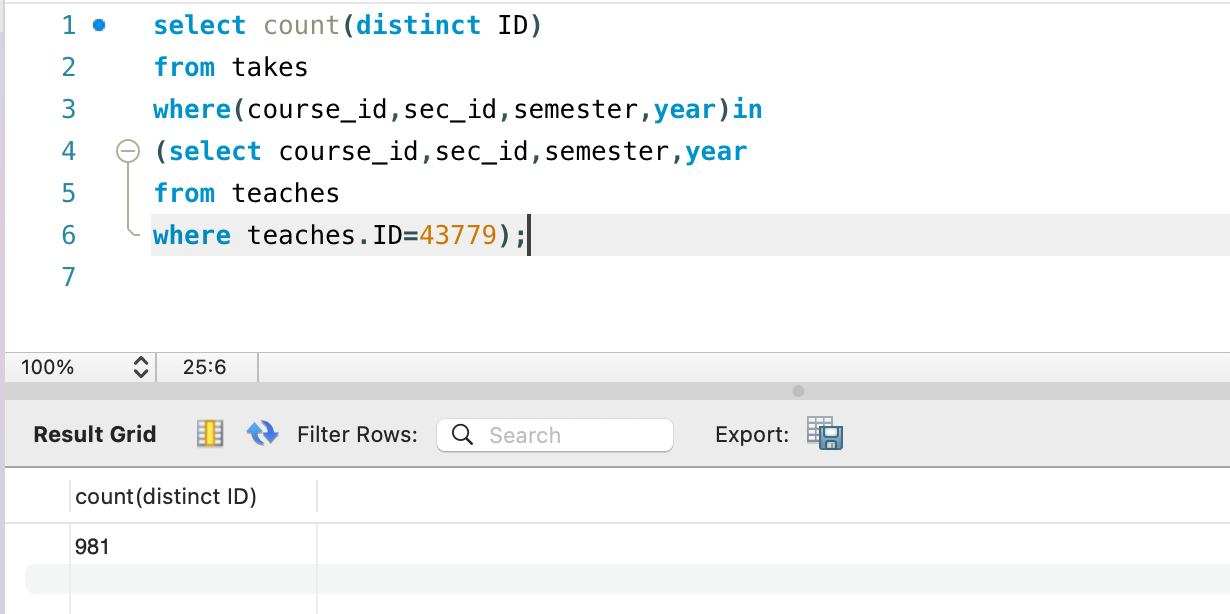 1 select count(distinct ID)
2 from takes
3 where(course_id,sec_id,semester,year)in
4 (select course_id,sec_id,semester,year
5 from teaches
6 where teaches.ID=43779);
7
100% 25:6
Result Grid Filter Rows: Search Export:
count(distinct ID)
981